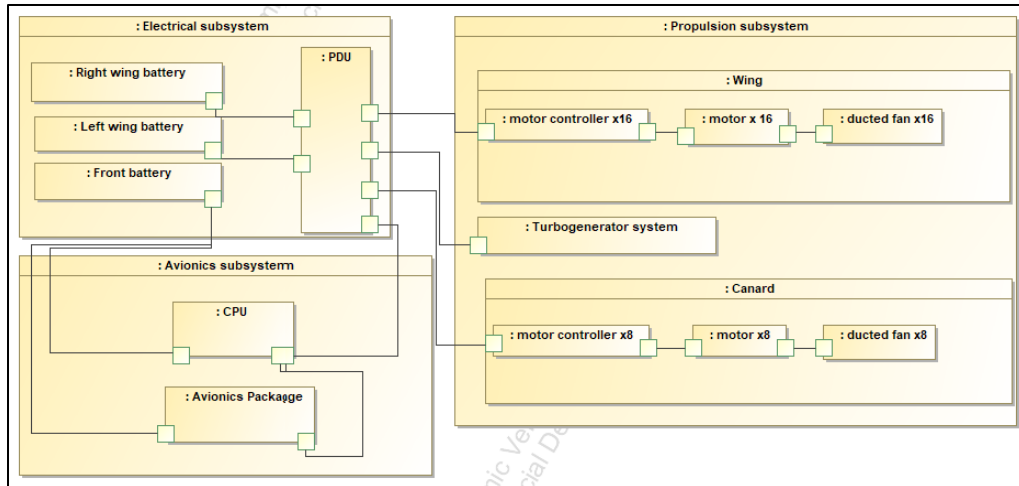 : Electrical subsystem
: PDU
: Right wing battery
: Left wing battery
: Front battery
: Avionics subsystem
: CPU
: Avionics Package
: Propulsion subsystem
: Wing
: motor controller x16
: motor x 16
: ducted fan x16
: Turbogenerator system
: Canard
: motor controller x8
: motor x8
: ducted fan x8